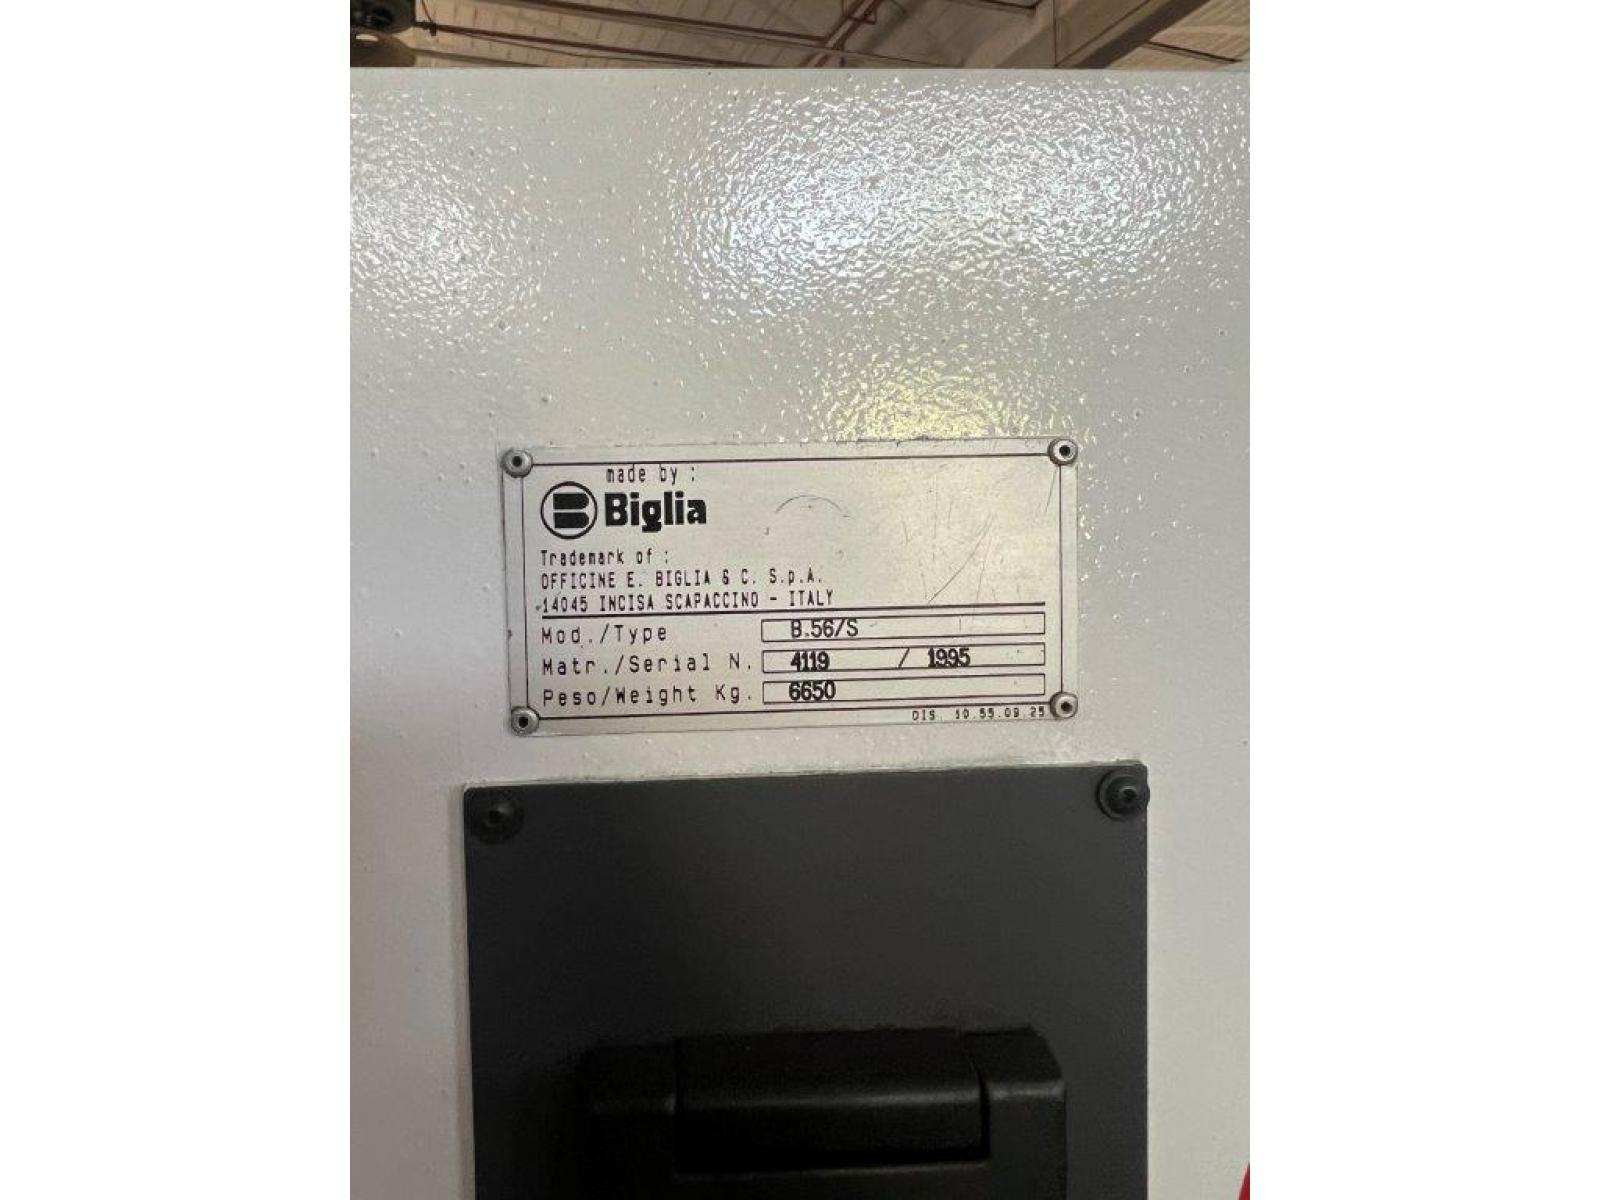 made by :
Biglia
Trademark of :
OFFICINE E. BIGLIA & C. S.p.A.
14045 INCISA SCAPACCINO - ITALY
Mod./Type B.56/S
Matr./Serial N. 4119 / 1995
Peso/Weight Kg. 6650
DIS. 10.55.09.25